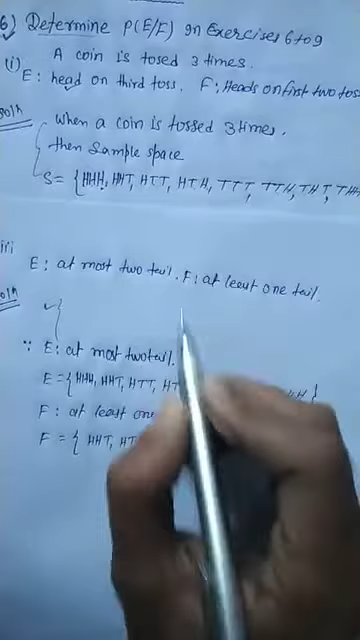 6) Determine P(E/F) in Exercises 6 to 9
A coin is tosed 3 times.
(i)
E: head on third toss. F: Heads on first two toss
Soln
when a coin is tossed 3 times.
then Sample space
S= {HHH, HHT, HTT, HTH, TTT, TTH, THT, THH
E: at most two tail. F: at least one tail.
soln
∵ E: at most two tail.
E={HHH, HHT, HTT, HT
F: at least one
F = { HHT, HT